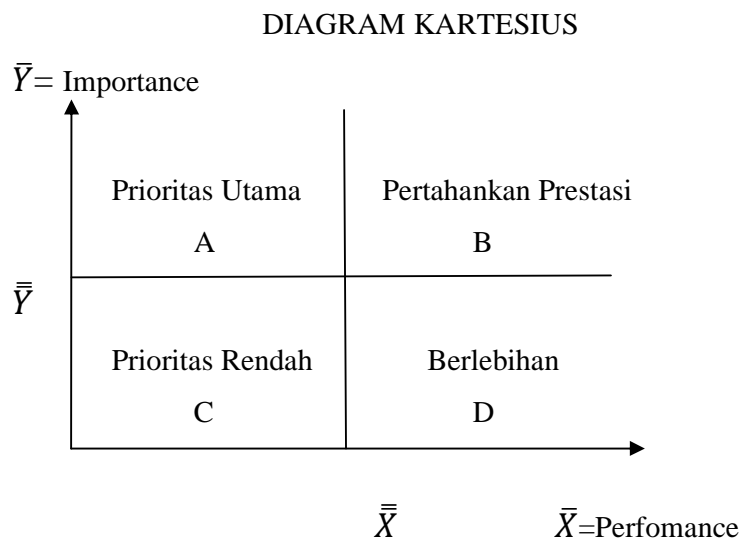 DIAGRAM KARTESIUS
Ȳ= Importance
Prioritas Utama Pertahankan Prestasi
A B
Y̿
Prioritas Rendah Berlebihan
C D
X̿ X̄=Perfomance